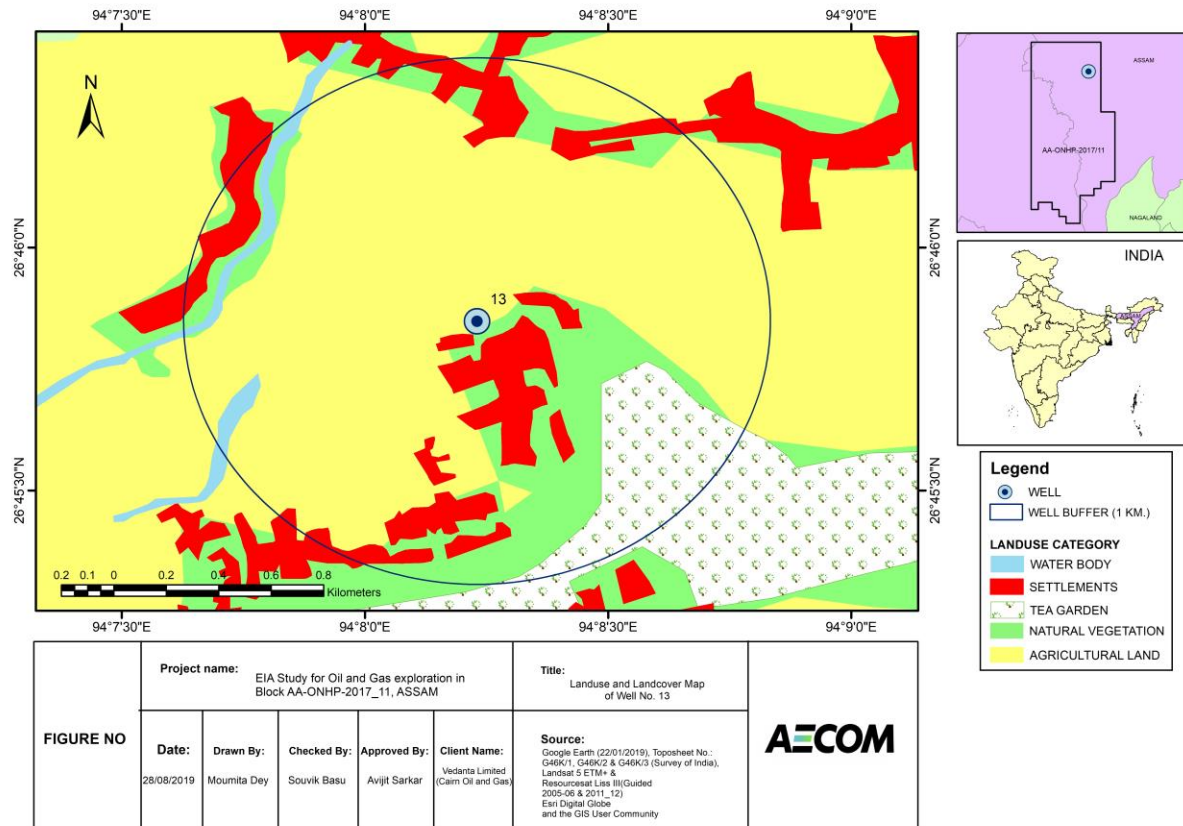 94°7'30"E
94°8'0"E
94°8'30"E
94°9'0"E
N
26°46'0"N
26°45'30"N
26°46'0"N
26°45'30"N
13
0.2 0.1 0 0.2 0.4 0.6 0.8
Kilometers
94°7'30"E
94°8'0"E
94°8'30"E
94°9'0"E
ASSAM
AA-ONHP-2017/11
NAGALAND
INDIA
ASSAM
Legend
WELL
WELL BUFFER (1 KM.)
LANDUSE CATEGORY
WATER BODY
SETTLEMENTS
TEA GARDEN
NATURAL VEGETATION
AGRICULTURAL LAND
FIGURE NO
Project name:
EIA Study for Oil and Gas exploration in
Block AA-ONHP-2017_11, ASSAM
Title:
Landuse and Landcover Map
of Well No. 13
Date:
28/08/2019
Drawn By:
Moumita Dey
Checked By:
Souvik Basu
Approved By:
Avijit Sarkar
Client Name:
Vedanta Limited
(Cairn Oil and Gas)
Source:
Google Earth (22/01/2019), Toposheet No.:
G46K/1, G46K/2 & G46K/3 (Survey of India),
Landsat 5 ETM+ &
Resourcesat Liss III(Guided
2005-06 & 2011_12)
Esri Digital Globe
and the GIS User Community
AECOM